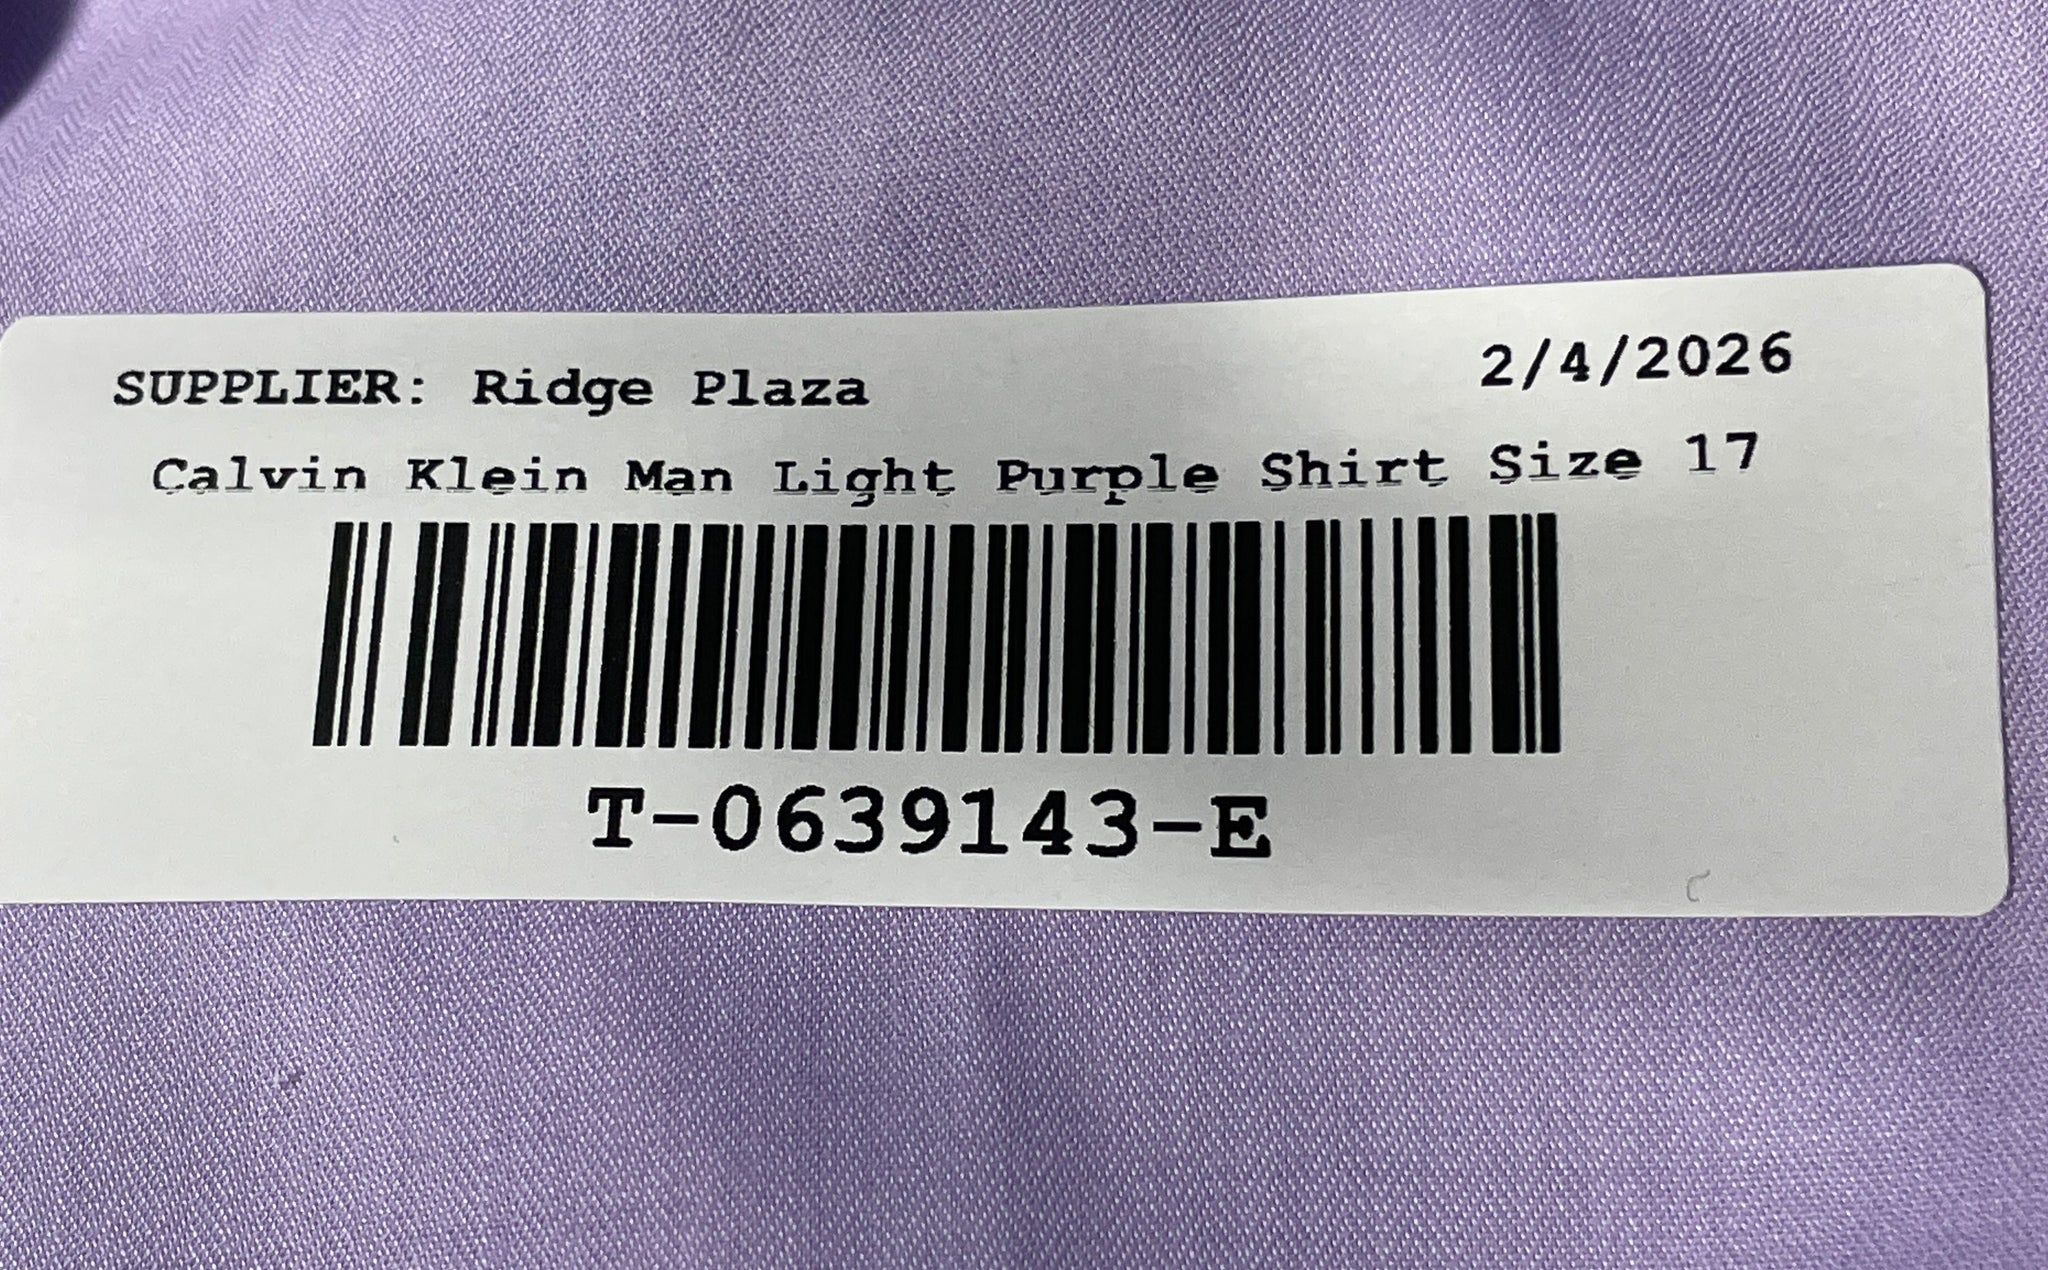 SUPPLIER: Ridge Plaza 2/4/2026
Calvin Klein Man Light Purple Shirt Size 17
T-0639143-E